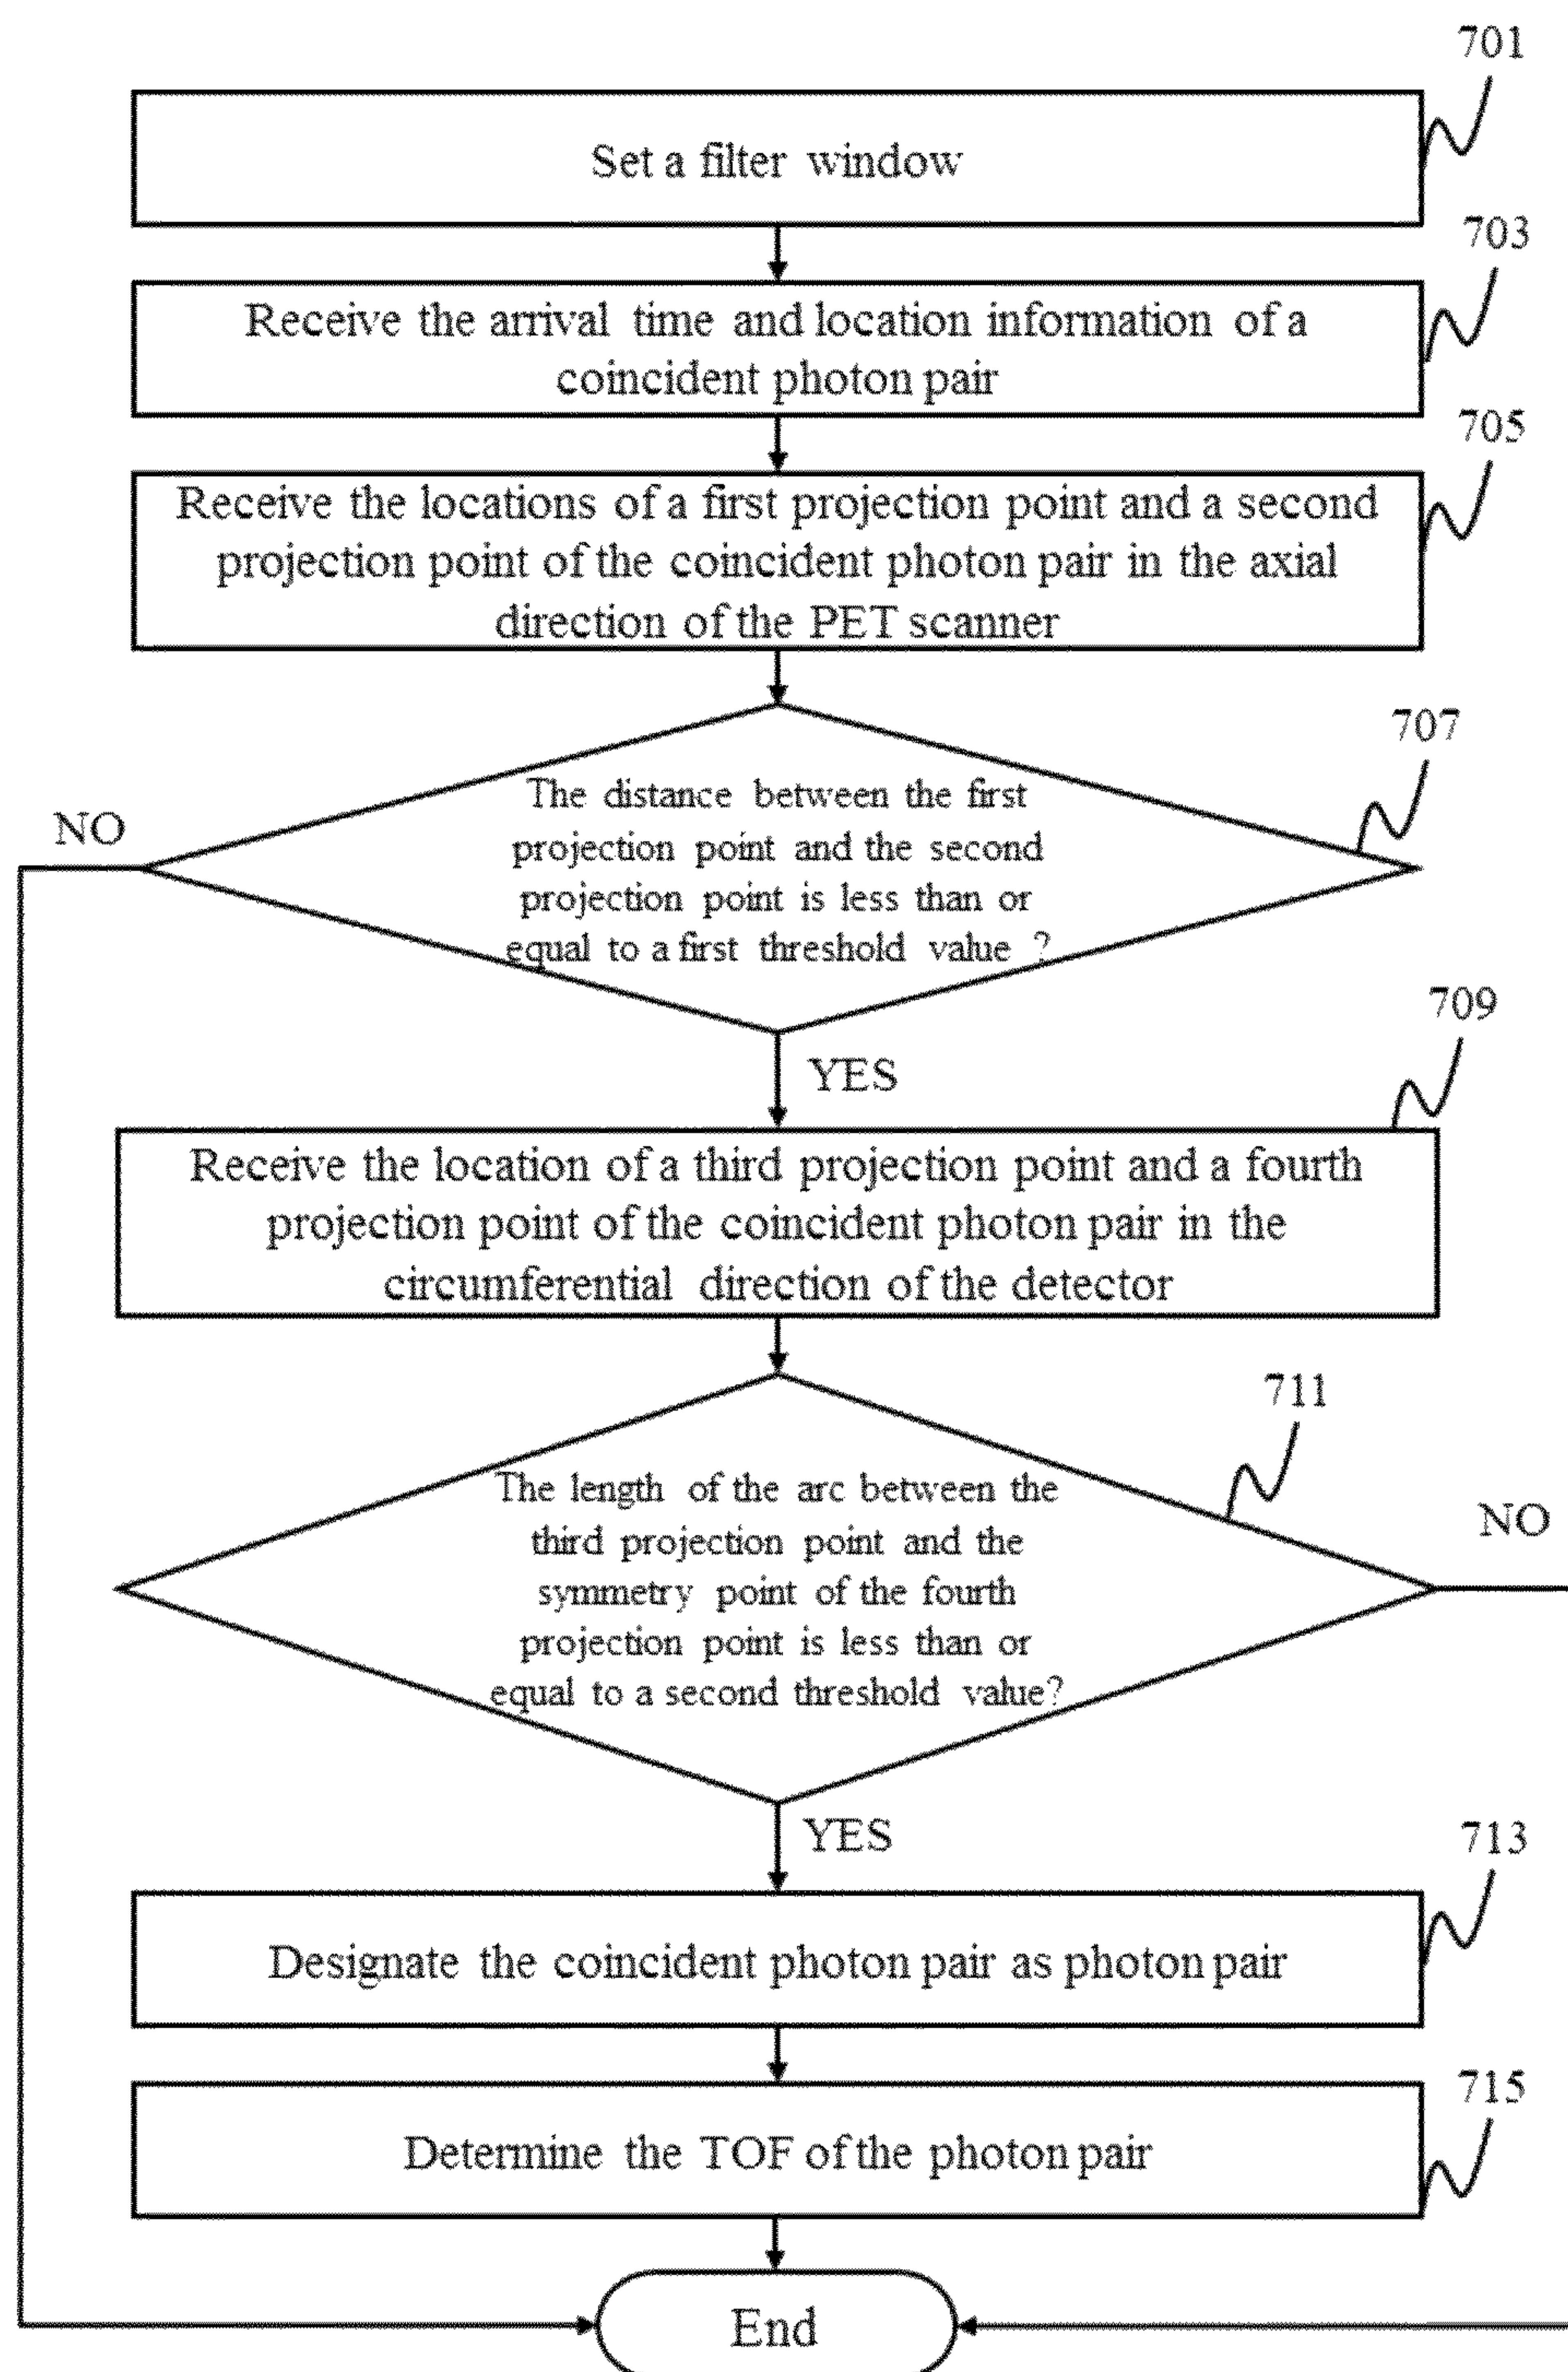 701
Set a filter window
703
Receive the arrival time and location information of a
coincident photon pair
705
Receive the locations of a first projection point and a second
projection point of the coincident photon pair in the axial
direction of the PET scanner
707
NO
The distance between the first
projection point and the second
projection point is less than or
equal to a first threshold value ?
YES
709
Receive the location of a third projection point and a fourth
projection point of the coincident photon pair in the
circumferential direction of the detector
711
NO
The length of the arc between the
third projection point and the
symmetry point of the fourth
projection point is less than or
equal to a second threshold value?
YES
713
Designate the coincident photon pair as photon pair
715
Determine the TOF of the photon pair
End